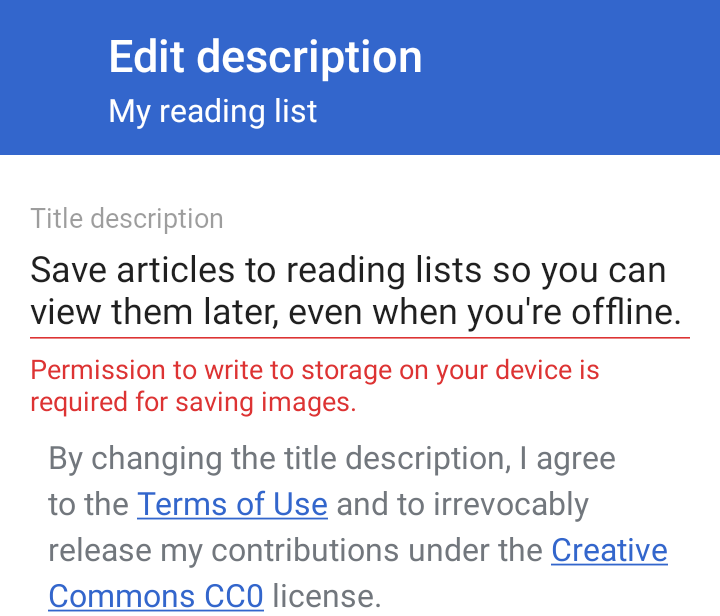 Edit description
My reading list
Title description
Save articles to reading lists so you can
view them later, even when you're offline.
Permission to write to storage on your device is
required for saving images.
By changing the title description, I agree
to the Terms of Use and to irrevocably
release my contributions under the Creative
Commons CC0 license.